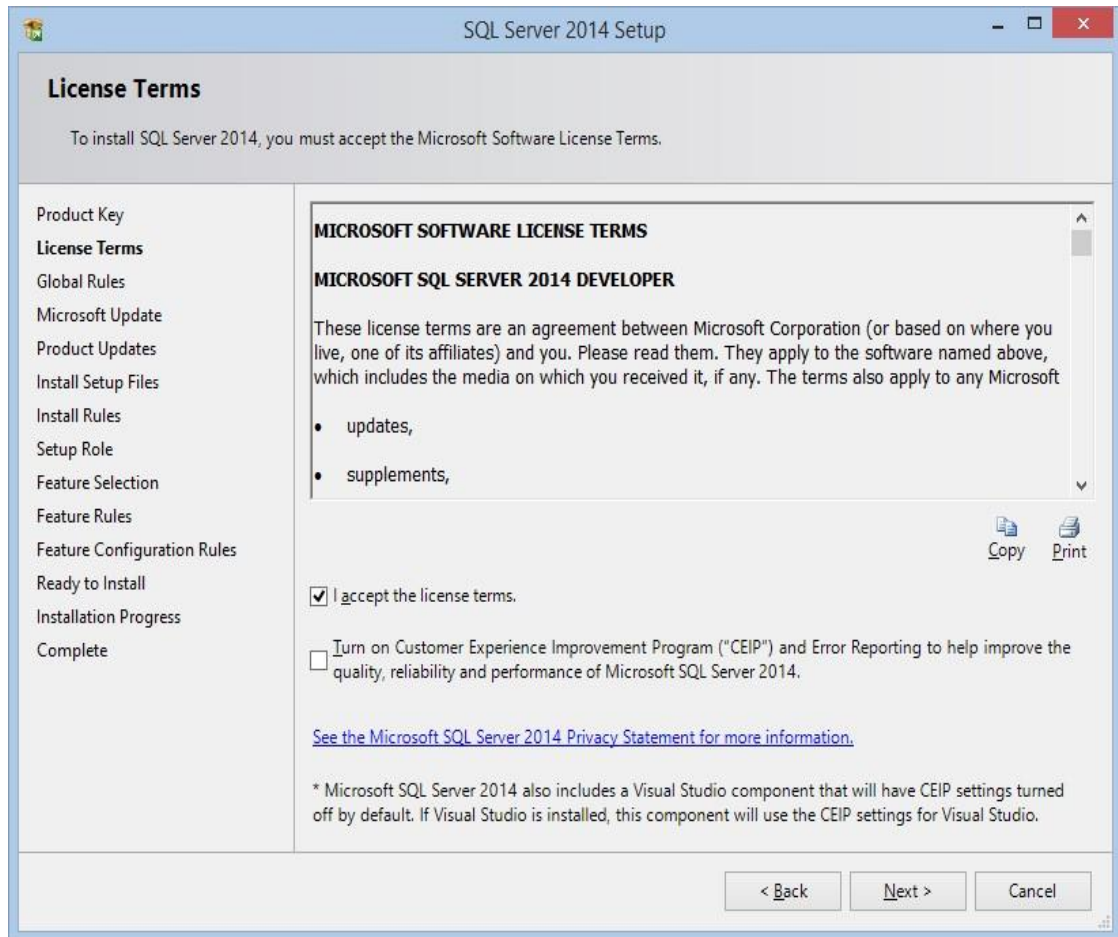 SQL Server 2014 Setup
License Terms
To install SQL Server 2014, you must accept the Microsoft Software License Terms.
Product Key
License Terms
Global Rules
Microsoft Update
Product Updates
Install Setup Files
Install Rules
Setup Role
Feature Selection
Feature Rules
Feature Configuration Rules
Ready to Install
Installation Progress
Complete
MICROSOFT SOFTWARE LICENSE TERMS
MICROSOFT SQL SERVER 2014 DEVELOPER
These license terms are an agreement between Microsoft Corporation (or based on where you
live, one of its affiliates) and you. Please read them. They apply to the software named above,
which includes the media on which you received it, if any. The terms also apply to any Microsoft
• updates,
• supplements,
Copy Print
I accept the license terms.
Turn on Customer Experience Improvement Program ("CEIP") and Error Reporting to help improve the
quality, reliability and performance of Microsoft SQL Server 2014.
See the Microsoft SQL Server 2014 Privacy Statement for more information.
* Microsoft SQL Server 2014 also includes a Visual Studio component that will have CEIP settings turned
off by default. If Visual Studio is installed, this component will use the CEIP settings for Visual Studio.
< Back Next > Cancel